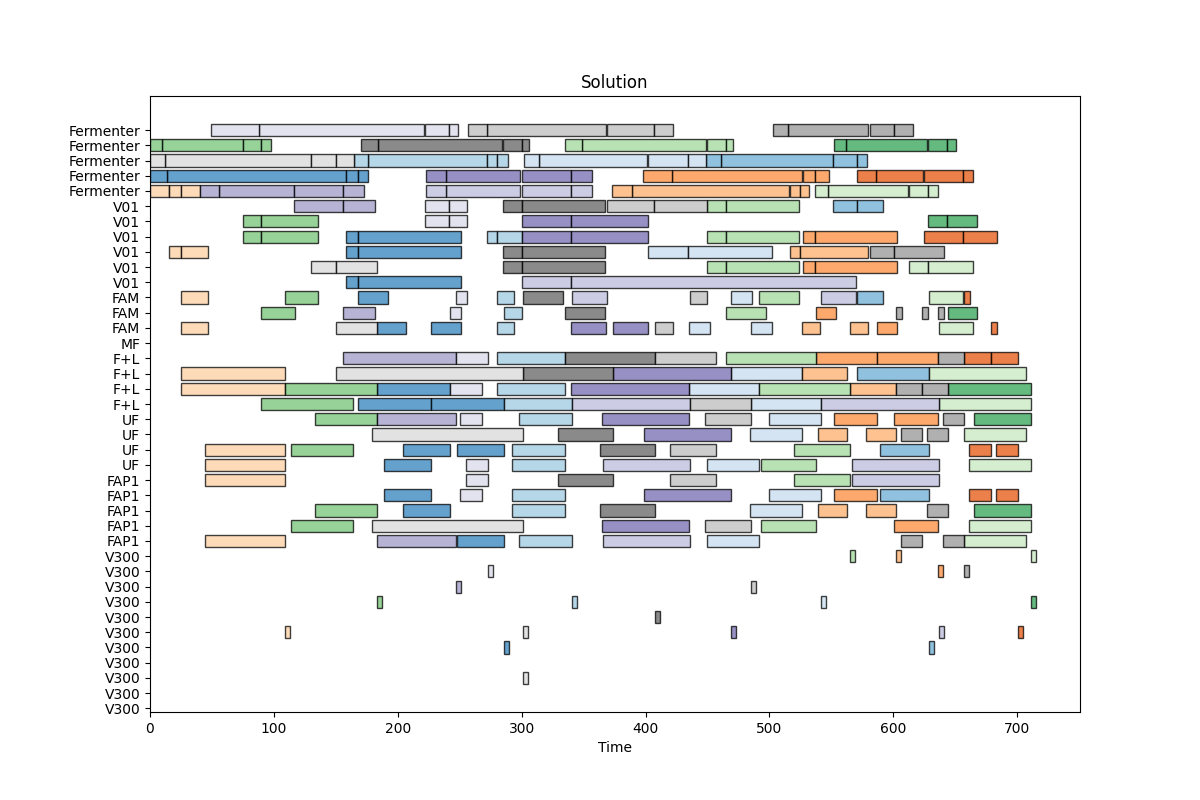 Solution
Fermenter
Fermenter
Fermenter
Fermenter
Fermenter
V01
V01
V01
V01
V01
V01
FAM
FAM
FAM
MF
F+L
F+L
F+L
F+L
UF
UF
UF
UF
FAP1
FAP1
FAP1
FAP1
FAP1
V300
V300
V300
V300
V300
V300
V300
V300
V300
V300
V300
0 100 200 300 400 500 600 700
Time